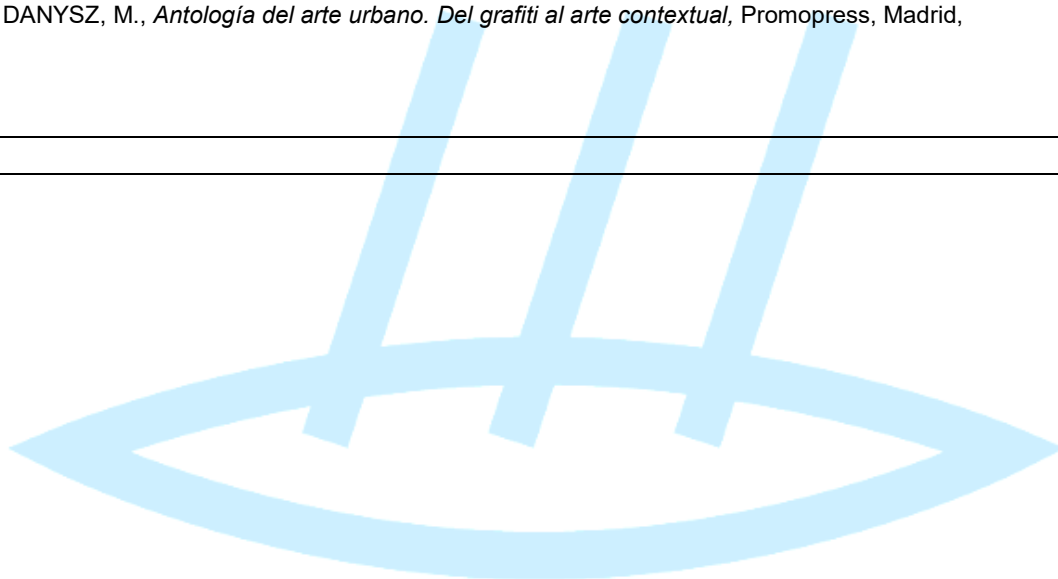 DANYSZ, M., Antología del arte urbano. Del grafiti al arte contextual, Promopress, Madrid,